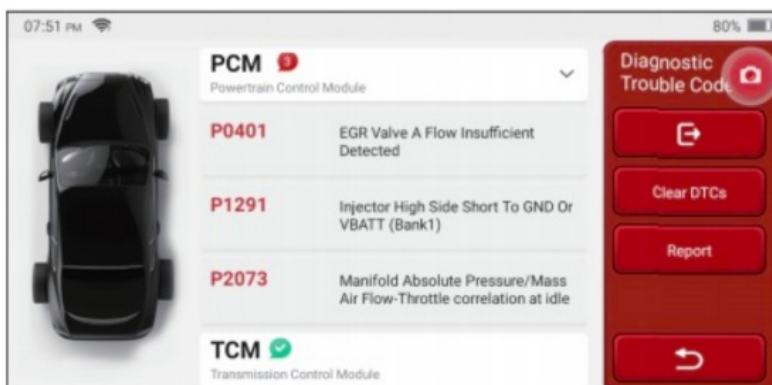 07:51 PM
80%
PCM 3
Powertrain Control Module
Diagnostic
Trouble Code
P0401
EGR Valve A Flow Insufficient
Detected
P1291
Injector High Side Short To GND Or
VBATT (Bank1)
P2073
Manifold Absolute Pressure/Mass
Air Flow-Throttle correlation at idle
TCM
Transmission Control Module
Clear DTCs
Report